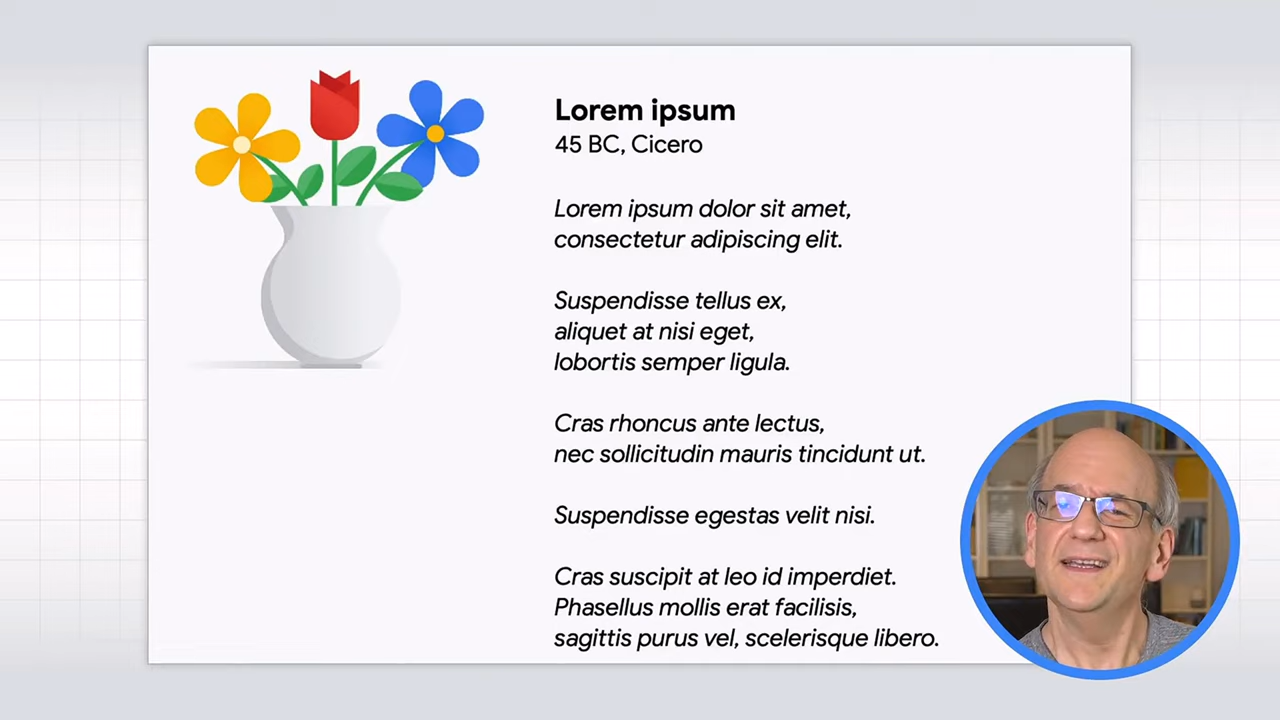 Lorem ipsum
45 BC, Cicero
Lorem ipsum dolor sit amet,
consectetur adipiscing elit.
Suspendisse tellus ex,
aliquet at nisi eget,
lobortis semper ligula.
Cras rhoncus ante lectus,
nec sollicitudin mauris tincidunt ut.
Suspendisse egestas velit nisi.
Cras suscipit at leo id imperdiet.
Phasellus mollis erat facilisis,
sagittis purus vel, scelerisque libero.